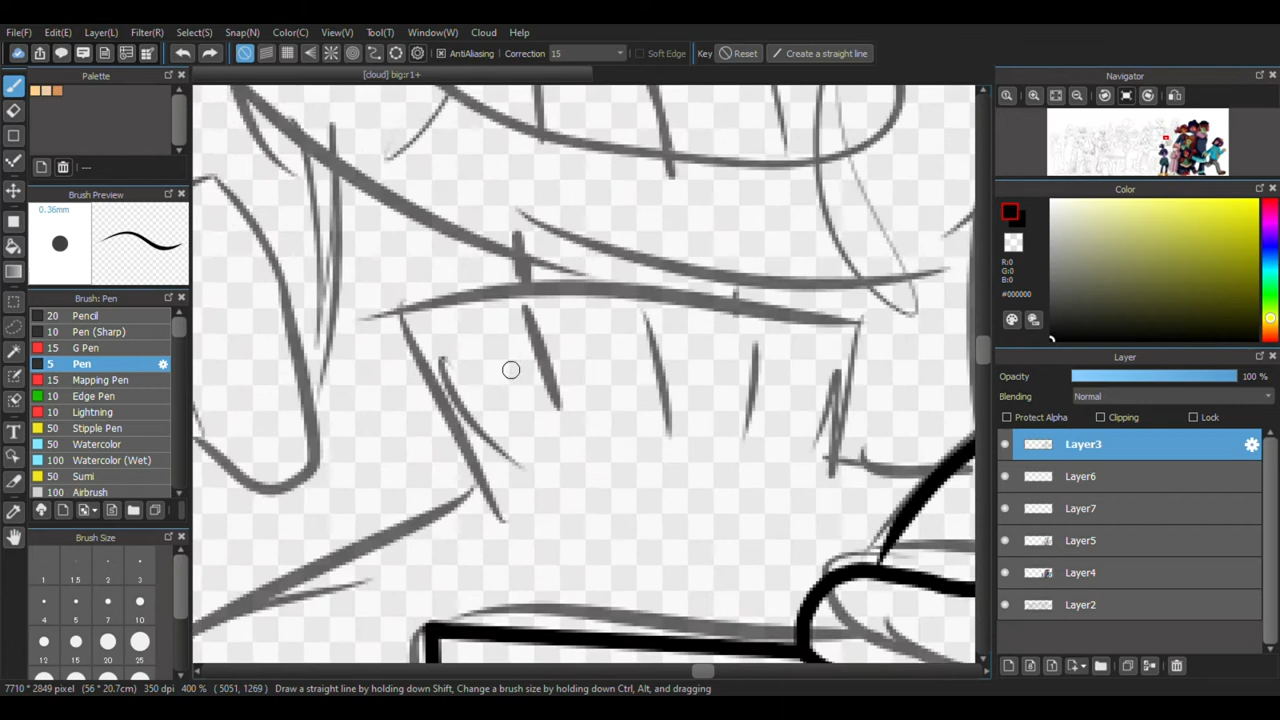 File(F) Edit(E) Layer(L) Filter(R) Select(S) Snap(N) Color(C) View(V) Tool(T) Window(W) Cloud Help
AntiAliasing Correction 15 Soft Edge Key Reset Create a straight line
Palette
[cloud] big:r1+
Navigator
---
Brush Preview
0.36mm
Color
R:0
G:0
B:0
#000000
Brush: Pen
20 Pencil
10 Pen (Sharp)
15 G Pen
5 Pen
15 Mapping Pen
10 Edge Pen
10 Lightning
50 Stipple Pen
50 Watercolor
100 Watercolor (Wet)
50 Sumi
100 Airbrush
Layer
Opacity 100 %
Blending Normal
Protect Alpha Clipping Lock
Layer3
Layer6
Layer7
Layer5
Layer4
Layer2
Brush Size
1 1.5 2 3
4 5 7 10
12 15 20 25
7710 * 2849 pixel (56 * 20.7cm) 350 dpi 400 % ( 5051, 1269 ) Draw a straight line by holding down Shift, Change a brush size by holding down Ctrl, Alt, and dragging